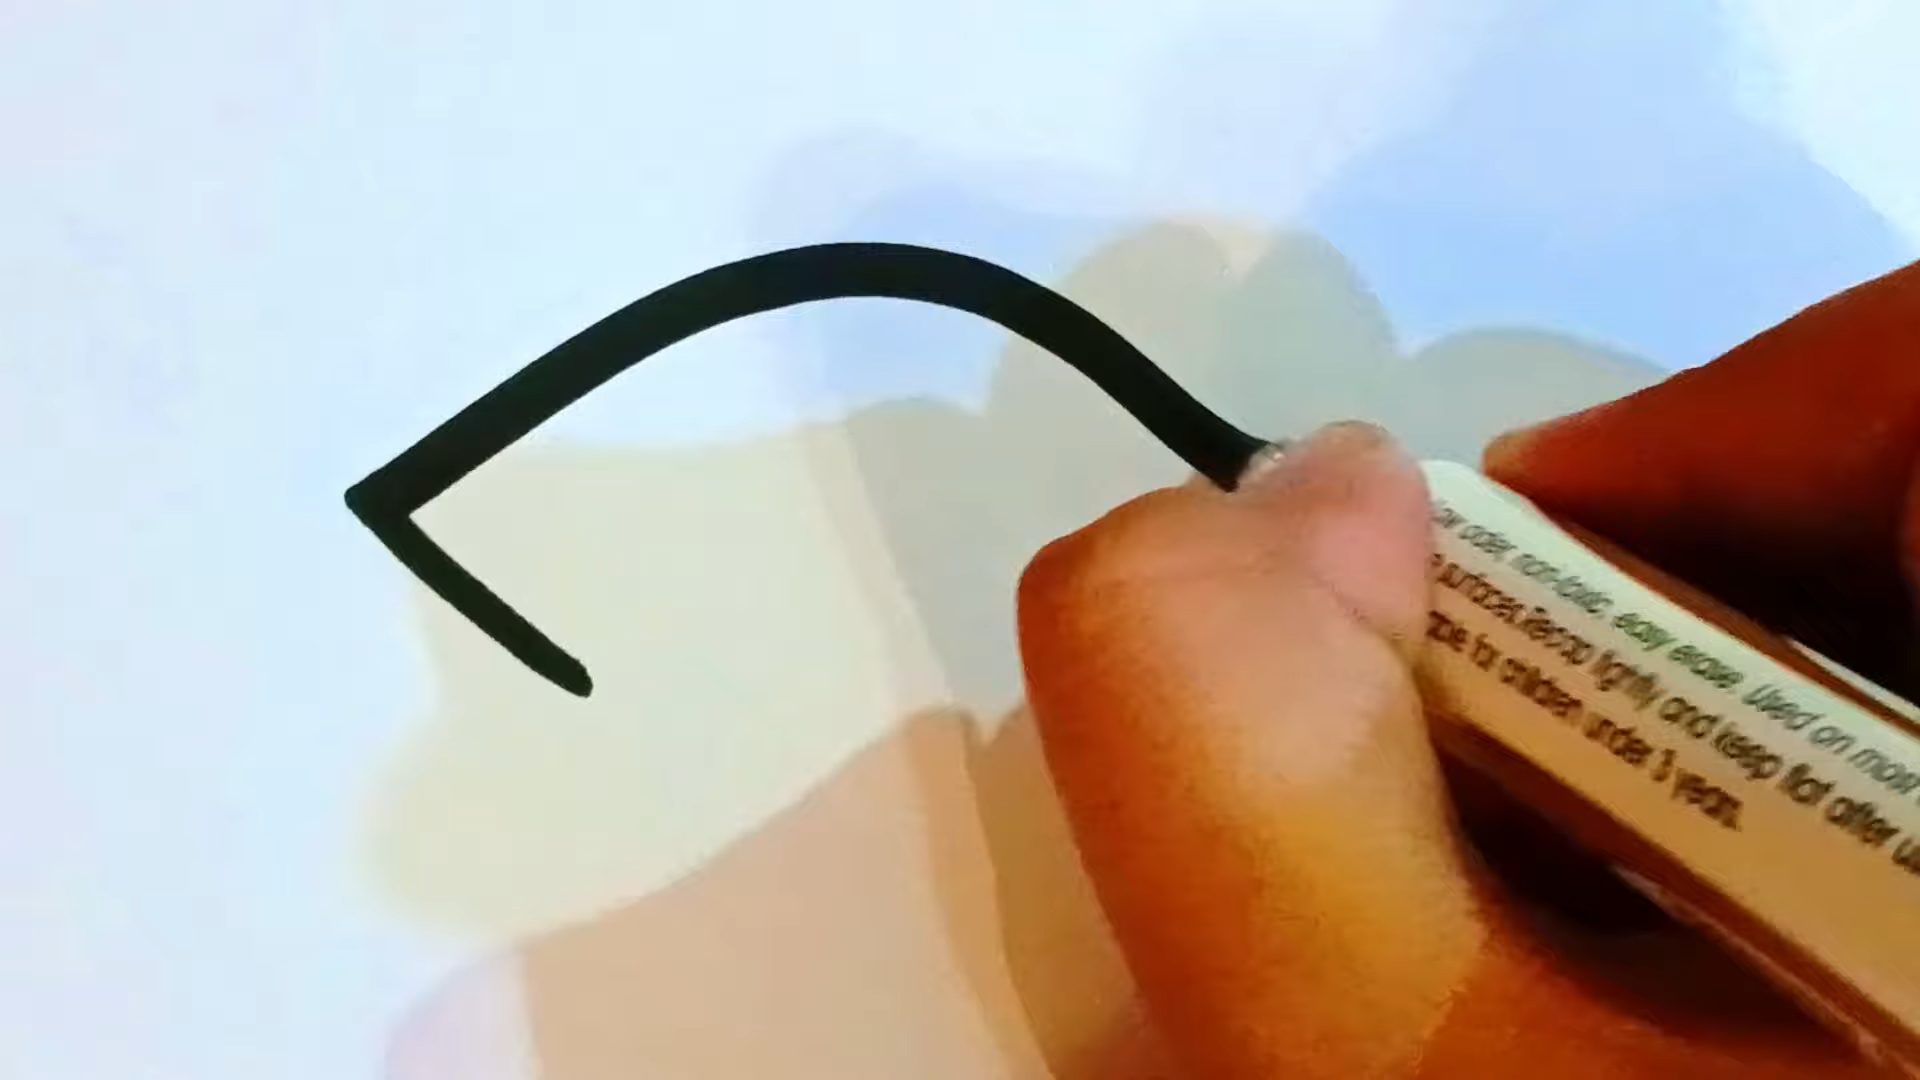 low odor, non-toxic, easy erase. Used on most
surfaces. Recap tightly and keep flat after
for children under 3 years.